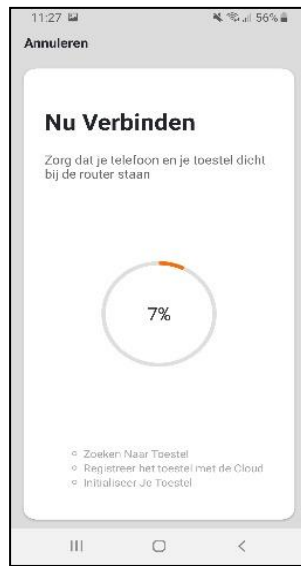 11:27 56%
Annuleren
Nu Verbinden
Zorg dat je telefoon en je toestel dicht
bij de router staan
7%
Zoeken Naar Toestel
Registreer het toestel met de Cloud
Initialiseer Je Toestel